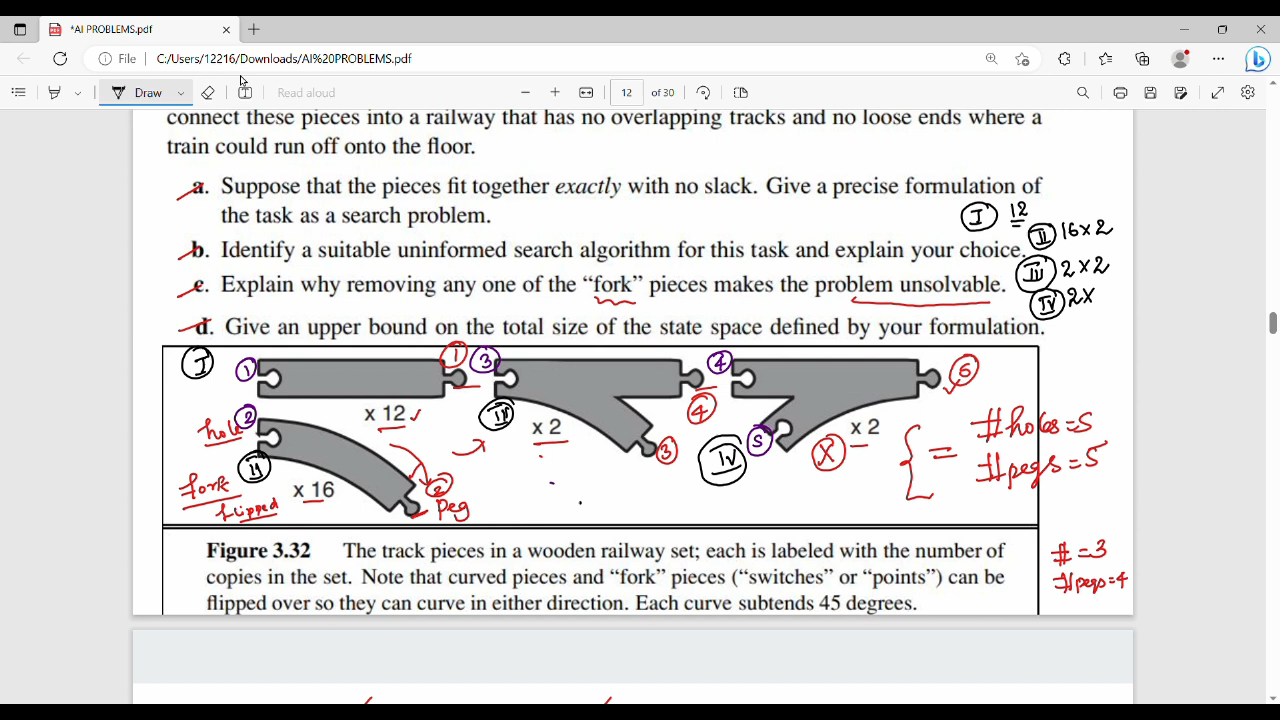 *AI PROBLEMS.pdf
File
C:/Users/12216/Downloads/AI%20PROBLEMS.pdf
Draw
Read aloud
12 of 30
connect these pieces into a railway that has no overlapping tracks and no loose ends where a
train could run off onto the floor.
a. Suppose that the pieces fit together exactly with no slack. Give a precise formulation of
the task as a search problem.
I 12
b. Identify a suitable uninformed search algorithm for this task and explain your choice.
II 16x2
c. Explain why removing any one of the “fork” pieces makes the problem unsolvable.
III 2x2
IV 2x
d. Give an upper bound on the total size of the state space defined by your formulation.
I 1 1 3 4 4 5
x 12
x 2
x 2
hole 2 II
III 3
5 IV X
#holes=5
#pegs=5
x 16
fork
flipped
2
Peg
Figure 3.32 The track pieces in a wooden railway set; each is labeled with the number of
copies in the set. Note that curved pieces and “fork” pieces (“switches” or “points”) can be
flipped over so they can curve in either direction. Each curve subtends 45 degrees.
#=3
#pegs=4